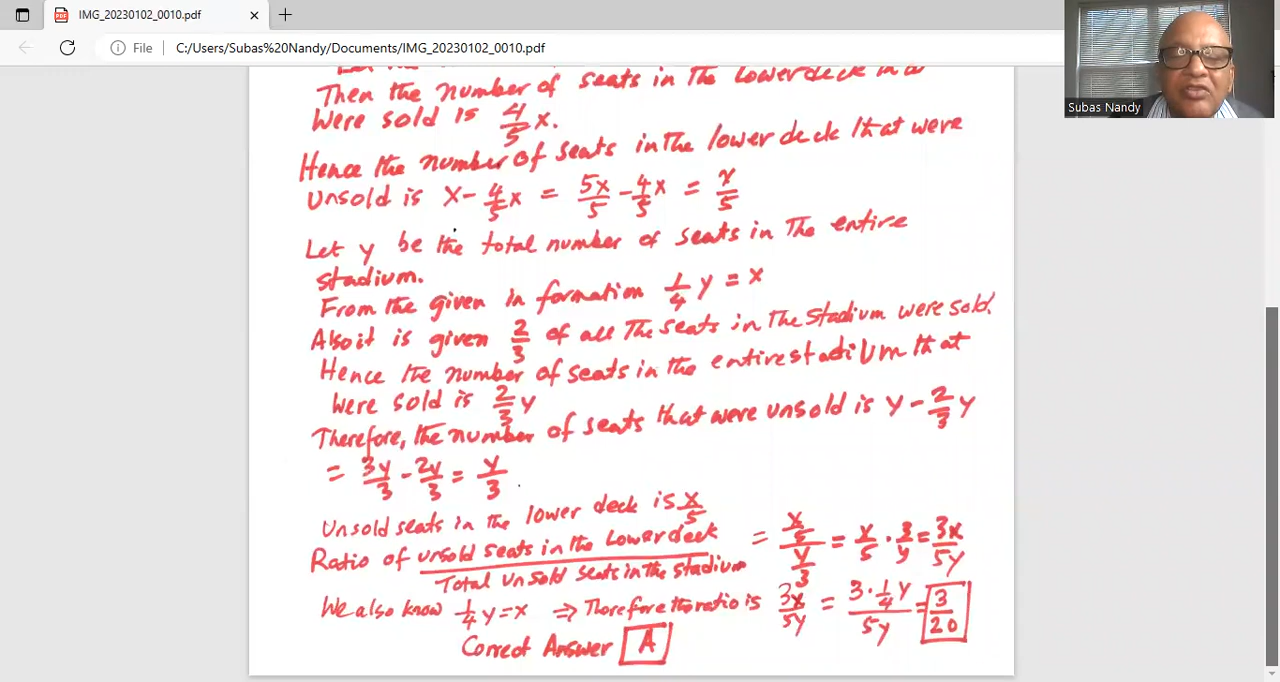 IMG_20230102_0010.pdf
File C:/Users/Subas%20Nandy/Documents/IMG_20230102_0010.pdf
Subas Nandy
Then the number of seats in the lower deck
were sold is 4/5 x.
Hence the number of seats in the lower deck that were
unsold is x - 4/5 x = 5x/5 - 4/5 x = x/5
Let y be the total number of seats in the entire
stadium.
From the given in formation 1/4 y = x
Also it is given 2/3 of all the seats in the stadium were sold.
Hence the number of seats in the entire stadium that
were sold is 2/3 y
Therefore, the number of seats that were unsold is y - 2/3 y
= 3y/3 - 2y/3 = y/3
Unsold seats in the lower deck is x/5
Ratio of unsold seats in the lower deck / Total unsold seats in the stadium = x/5 / y/3 = x/5 · 3/y = 3x/5y
We also know 1/4 y = x ⇒ Therefore the ratio is 3x/5y = 3·1/4 y / 5y = 3/20
Correct Answer A